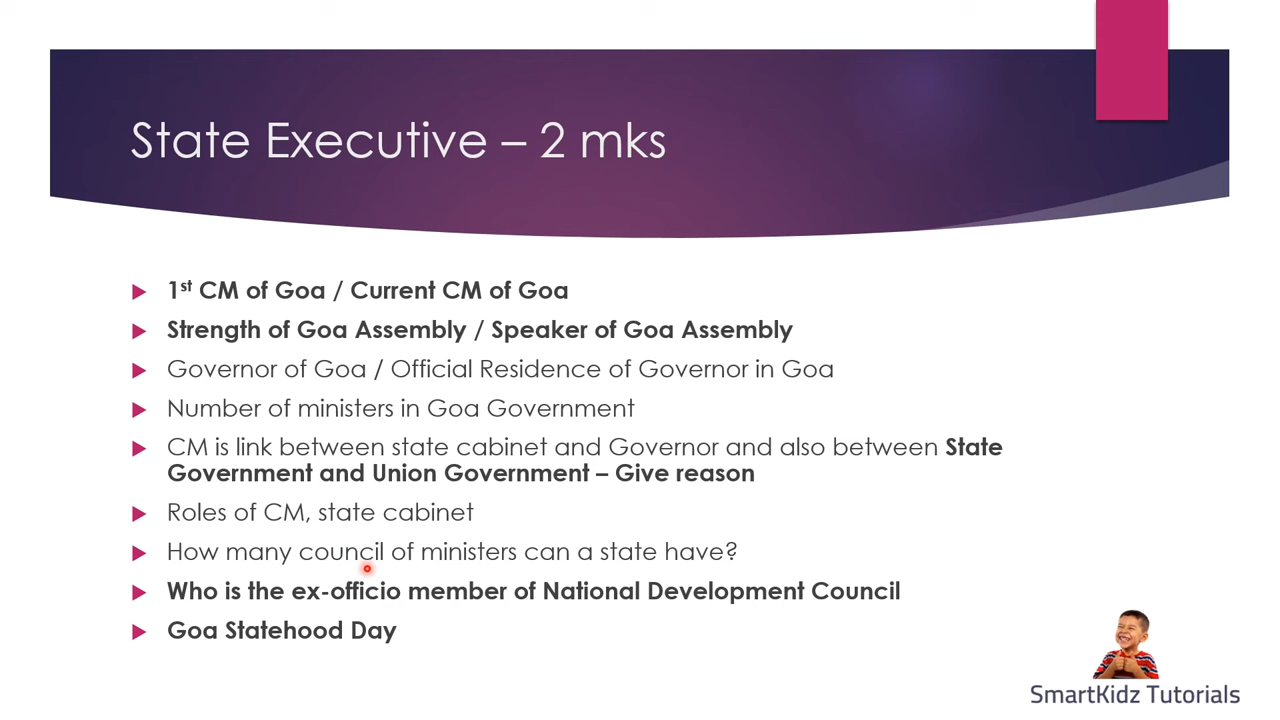 State Executive – 2 mks
1st CM of Goa / Current CM of Goa
Strength of Goa Assembly / Speaker of Goa Assembly
Governor of Goa / Official Residence of Governor in Goa
Number of ministers in Goa Government
CM is link between state cabinet and Governor and also between State
Government and Union Government – Give reason
Roles of CM, state cabinet
How many council of ministers can a state have?
Who is the ex-officio member of National Development Council
Goa Statehood Day
SmartKidz Tutorials